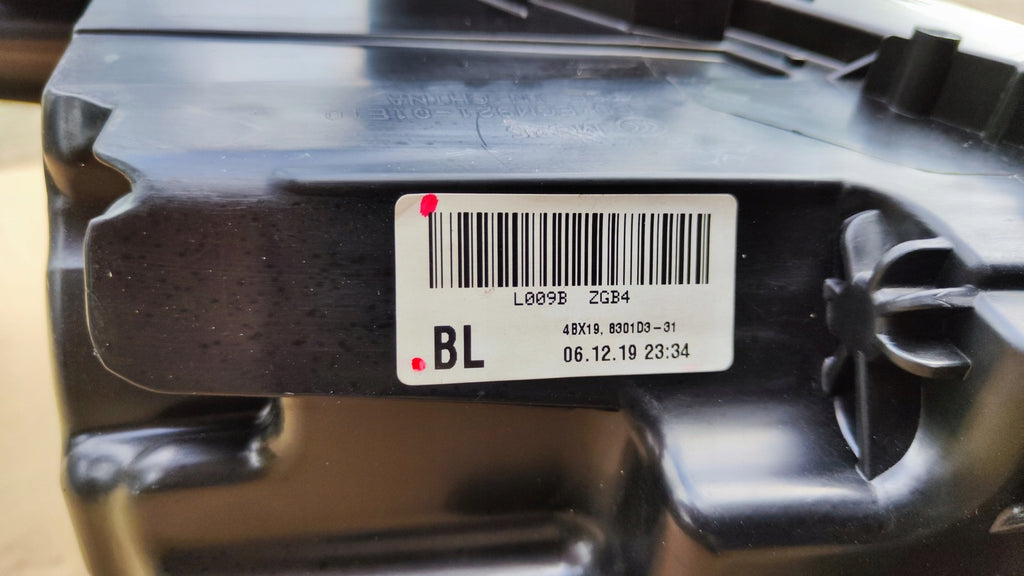 L009B ZGB4
BL
4BX19, 8301D3-31
06.12.19 23:34